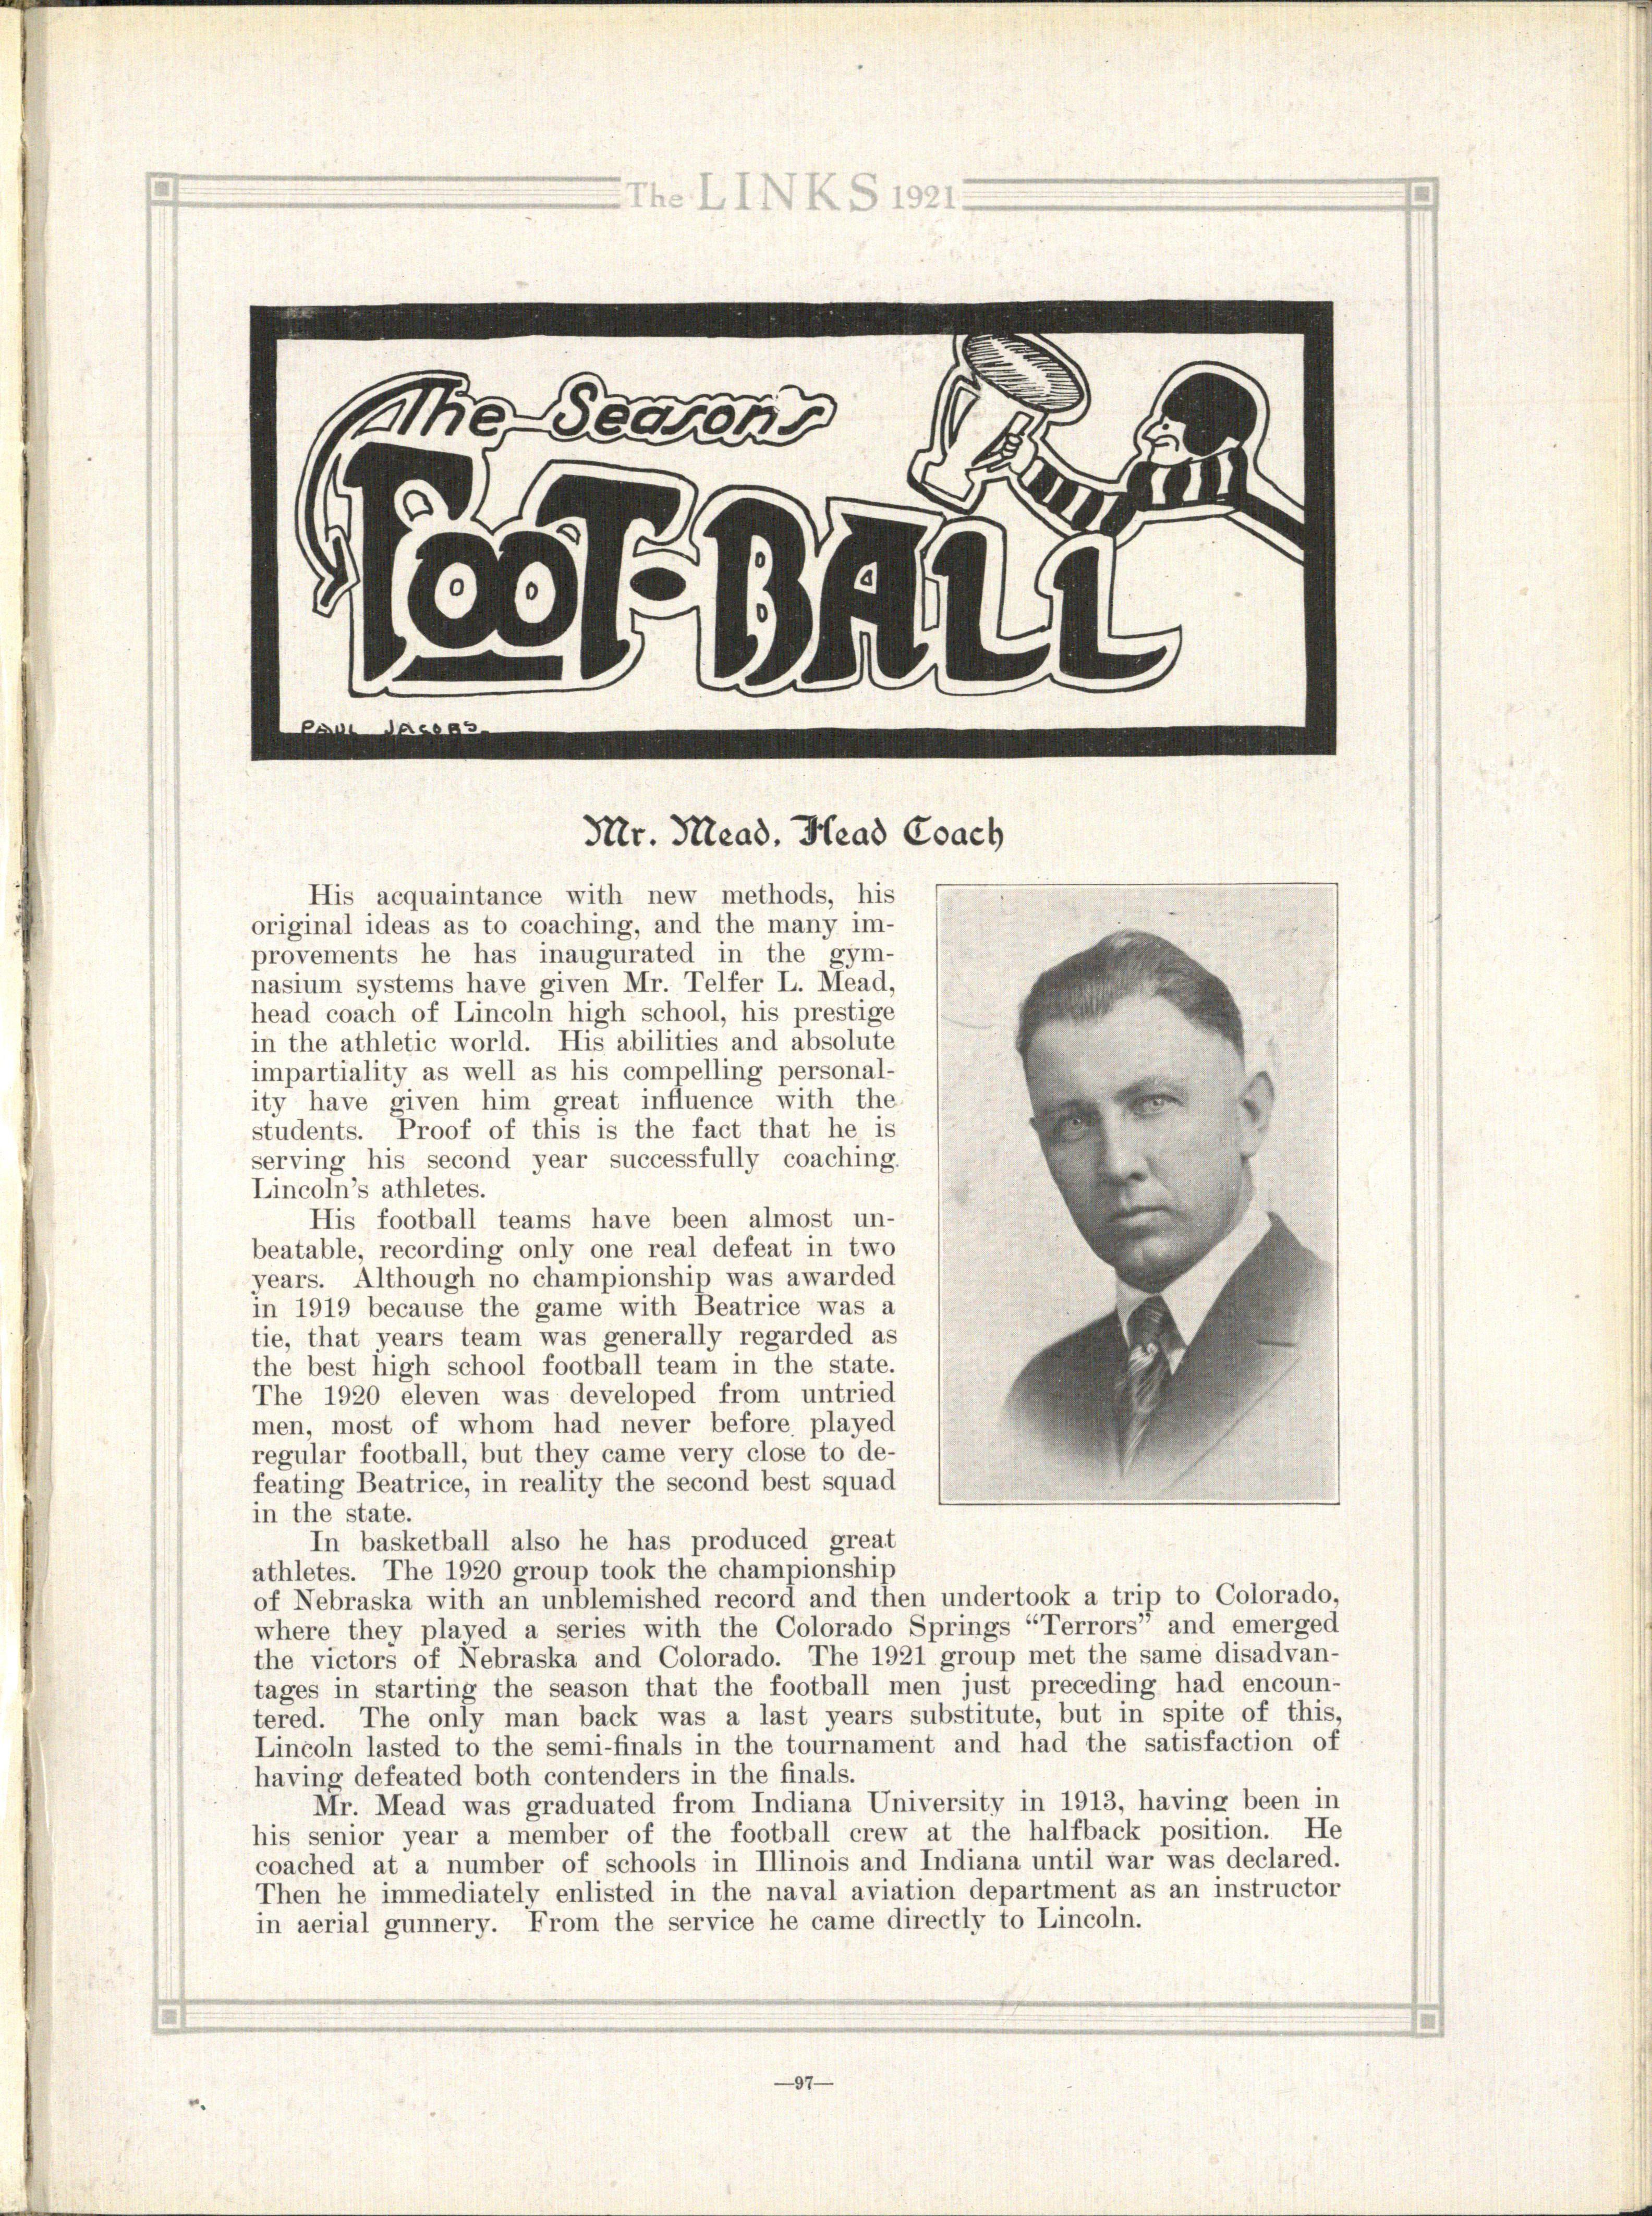 The LINKS 1921
The Season's
FOOT-BALL
PAUL JACOBS.
Mr. Mead, Head Coach
His acquaintance with new methods, his
original ideas as to coaching, and the many im-
provements he has inaugurated in the gym-
nasium systems have given Mr. Telfer L. Mead,
head coach of Lincoln high school, his prestige
in the athletic world. His abilities and absolute
impartiality as well as his compelling personal-
ity have given him great influence with the
students. Proof of this is the fact that he is
serving his second year successfully coaching
Lincoln's athletes.
His football teams have been almost un-
beatable, recording only one real defeat in two
years. Although no championship was awarded
in 1919 because the game with Beatrice was a
tie, that years team was generally regarded as
the best high school football team in the state.
The 1920 eleven was developed from untried
men, most of whom had never before played
regular football, but they came very close to de-
feating Beatrice, in reality the second best squad
in the state.
In basketball also he has produced great
athletes. The 1920 group took the championship
of Nebraska with an unblemished record and then undertook a trip to Colorado,
where they played a series with the Colorado Springs “Terrors” and emerged
the victors of Nebraska and Colorado. The 1921 group met the same disadvan-
tages in starting the season that the football men just preceding had encoun-
tered. The only man back was a last years substitute, but in spite of this,
Lincoln lasted to the semi-finals in the tournament and had the satisfaction of
having defeated both contenders in the finals.
Mr. Mead was graduated from Indiana University in 1913, having been in
his senior year a member of the football crew at the halfback position. He
coached at a number of schools in Illinois and Indiana until war was declared.
Then he immediately enlisted in the naval aviation department as an instructor
in aerial gunnery. From the service he came directly to Lincoln.
—97—